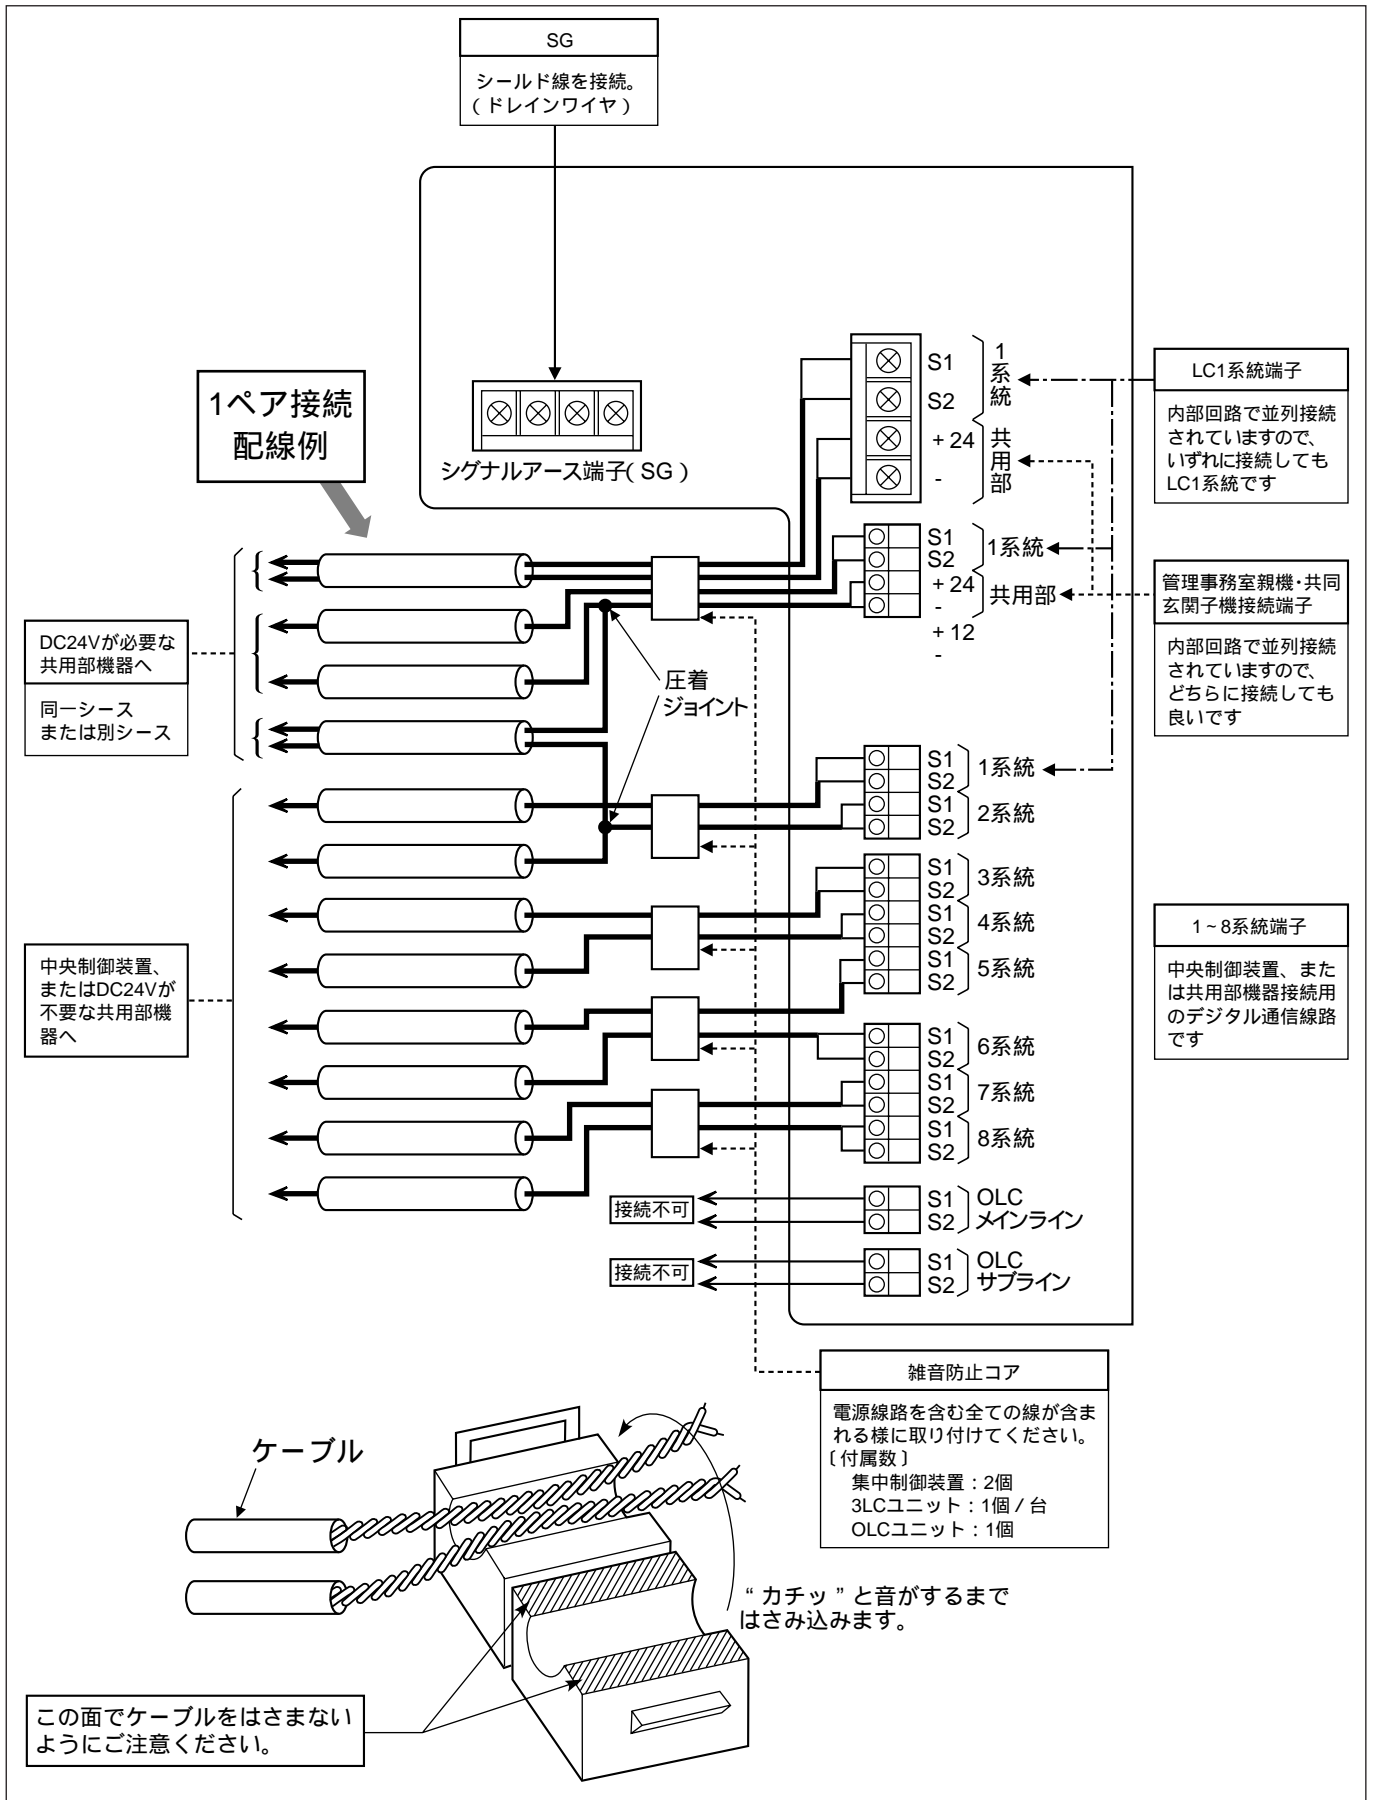 SG
シールド線を接続。
（ドレインワイヤ）
1ペア接続
配線例
シグナルアース端子（SG）
S1
S2
1系統
+24
-
共用部
LC1系統端子
内部回路で並列接続
されていますので、
いずれに接続しても
LC1系統です
S1
S2
1系統
+24
-
共用部
+12
-
管理事務室親機・共同
玄関子機接続端子
内部回路で並列接続
されていますので、
どちらに接続しても
良いです
DC24Vが必要な
共用部機器へ
同一シース
または別シース
圧着
ジョイント
S1
S2
1系統
S1
S2
2系統
S1
S2
3系統
S1
S2
4系統
S1
S2
5系統
1~8系統端子
中央制御装置、また
は共用部機器接続用
のデジタル通信線路
です
中央制御装置、
またはDC24Vが
不要な共用部機
器へ
S1
S2
6系統
S1
S2
7系統
S1
S2
8系統
接続不可
S1
S2
OLC
メインライン
接続不可
S1
S2
OLC
サブライン
雑音防止コア
電源線路を含む全ての線が含ま
れる様に取り付けてください。
〔付属数〕
集中制御装置：2個
3LCユニット：1個／台
OLCユニット：1個
ケーブル
“カチッ”と音がするまで
はさみ込みます。
この面でケーブルをはさまない
ようにご注意ください。